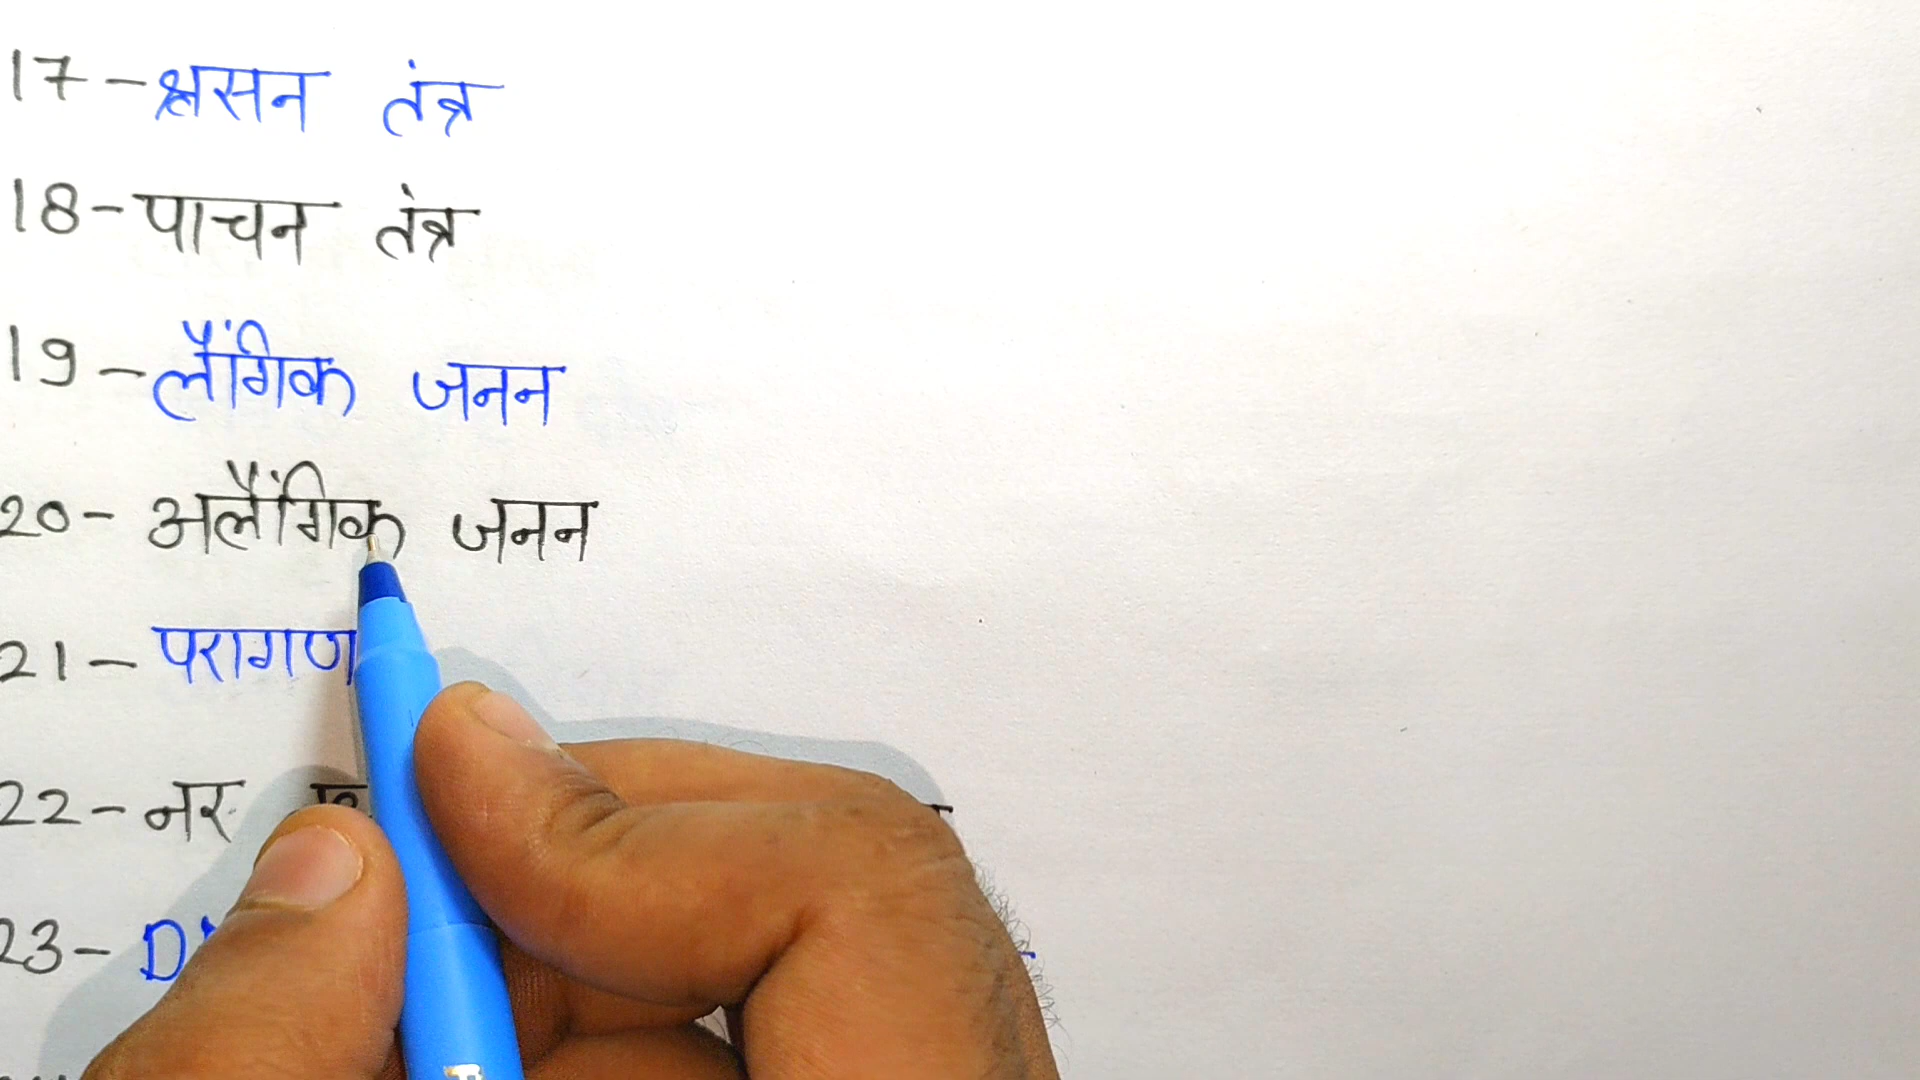 17-श्वसन तंत्र
18-पाचन तंत्र
19-लैंगिक जनन
20-अलैंगिक जनन
21-परागण
22-नर
23-